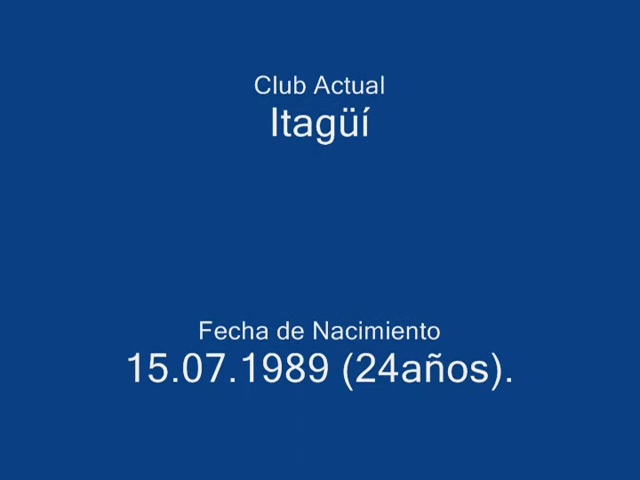 Club Actual
Itagüí
Fecha de Nacimiento
15.07.1989 (24años).